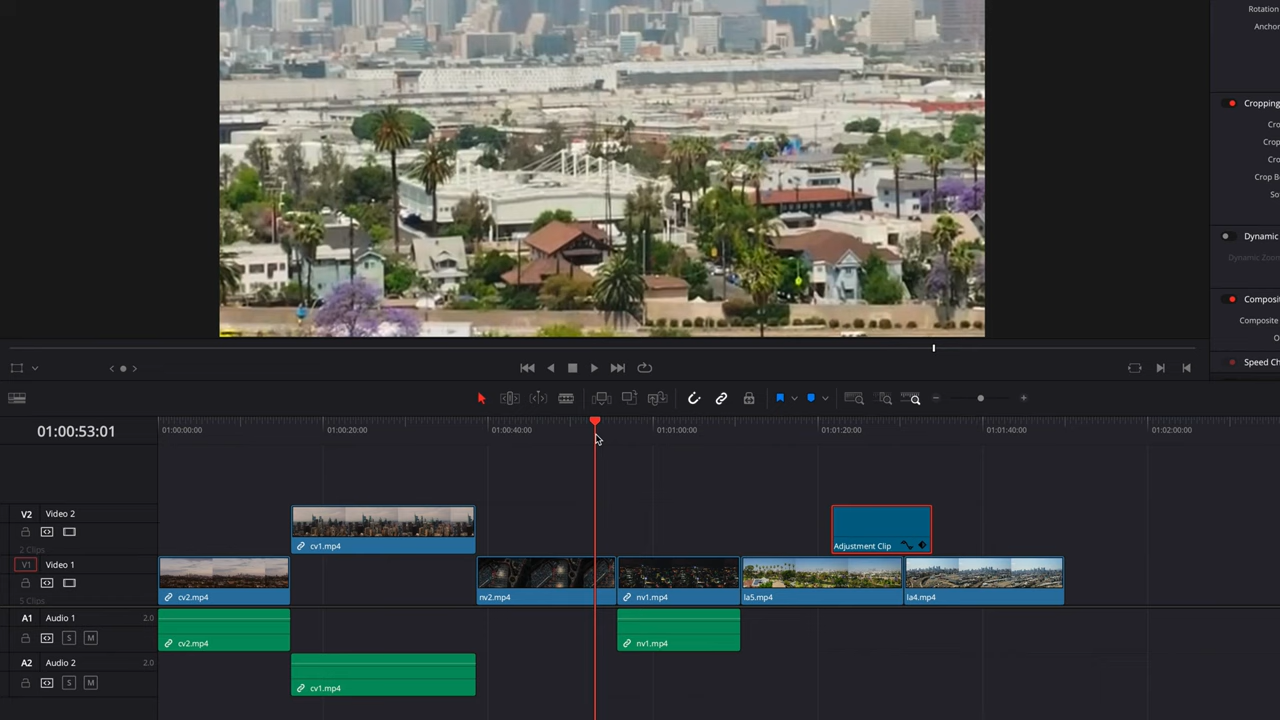 Rotation
Anchor
Cropping
Cro
Crop
Cro
Crop B
So
Dynamic
Dynamic Zoom
Composit
Composite
O
Speed Ch
01:00:53:01
01:00:00:00
01:00:20:00
01:00:40:00
01:01:00:00
01:01:20:00
01:01:40:00
01:02:00:00
V2 Video 2
2 Clips
cv1.mp4
Adjustment Clip
V1 Video 1
5 Clips
cv2.mp4
nv2.mp4
nv1.mp4
la5.mp4
la4.mp4
A1 Audio 1 2.0
S M
cv2.mp4
nv1.mp4
A2 Audio 2 2.0
S M
cv1.mp4